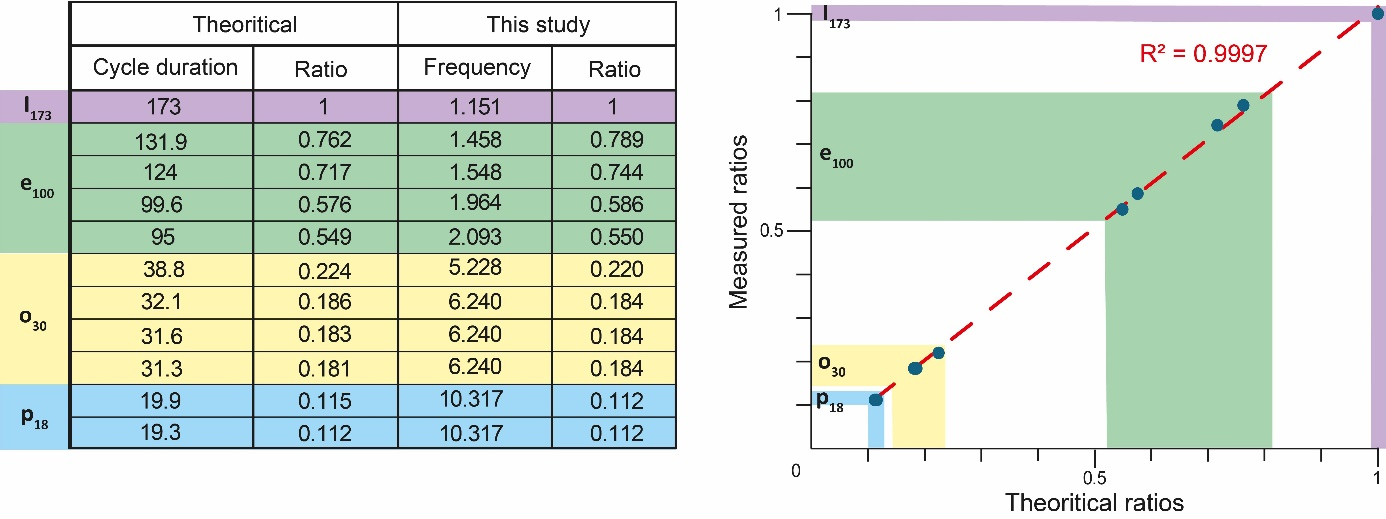 Theoritical This study
Cycle duration Ratio Frequency Ratio
I173 173 1 1.151 1
e100
131.9 0.762 1.458 0.789
124 0.717 1.548 0.744
99.6 0.576 1.964 0.586
95 0.549 2.093 0.550
o30
38.8 0.224 5.228 0.220
32.1 0.186 6.240 0.184
31.6 0.183 6.240 0.184
31.3 0.181 6.240 0.184
p18
19.9 0.115 10.317 0.112
19.3 0.112 10.317 0.112
1
I173
R² = 0.9997
e100
0.5
Measured ratios
o30
p18
0
0.5
1
Theoritical ratios